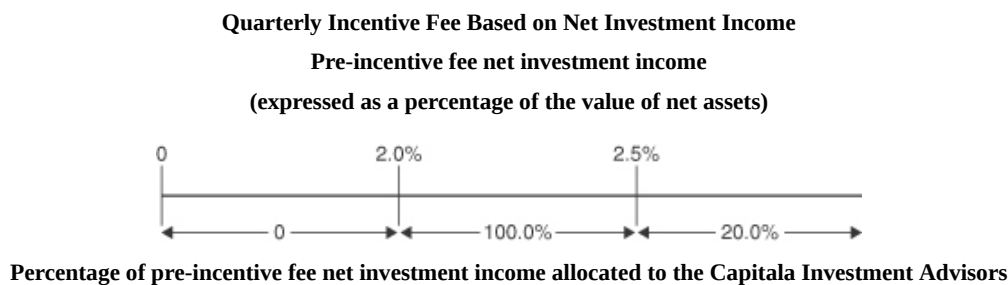 Quarterly Incentive Fee Based on Net Investment Income
Pre-incentive fee net investment income
(expressed as a percentage of the value of net assets)
0 2.0% 2.5%
0 100.0% 20.0%
Percentage of pre-incentive fee net investment income allocated to the Capitala Investment Advisors